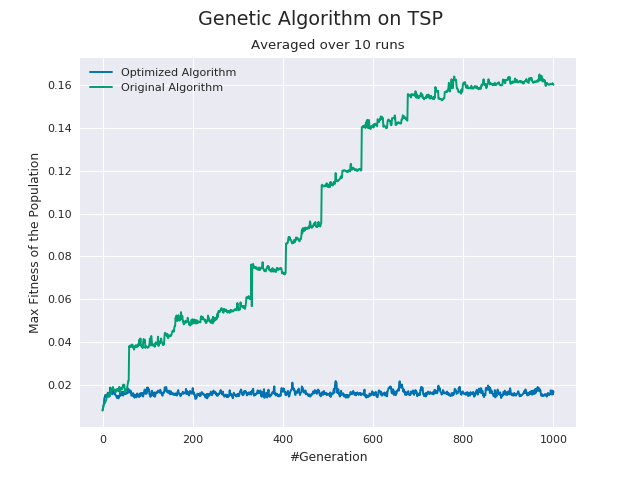 Genetic Algorithm on TSP
Averaged over 10 runs
Optimized Algorithm
Original Algorithm
0.16
0.14
0.12
0.10
0.08
0.06
0.04
0.02
Max Fitness of the Population
0 200 400 600 800 1000
#Generation